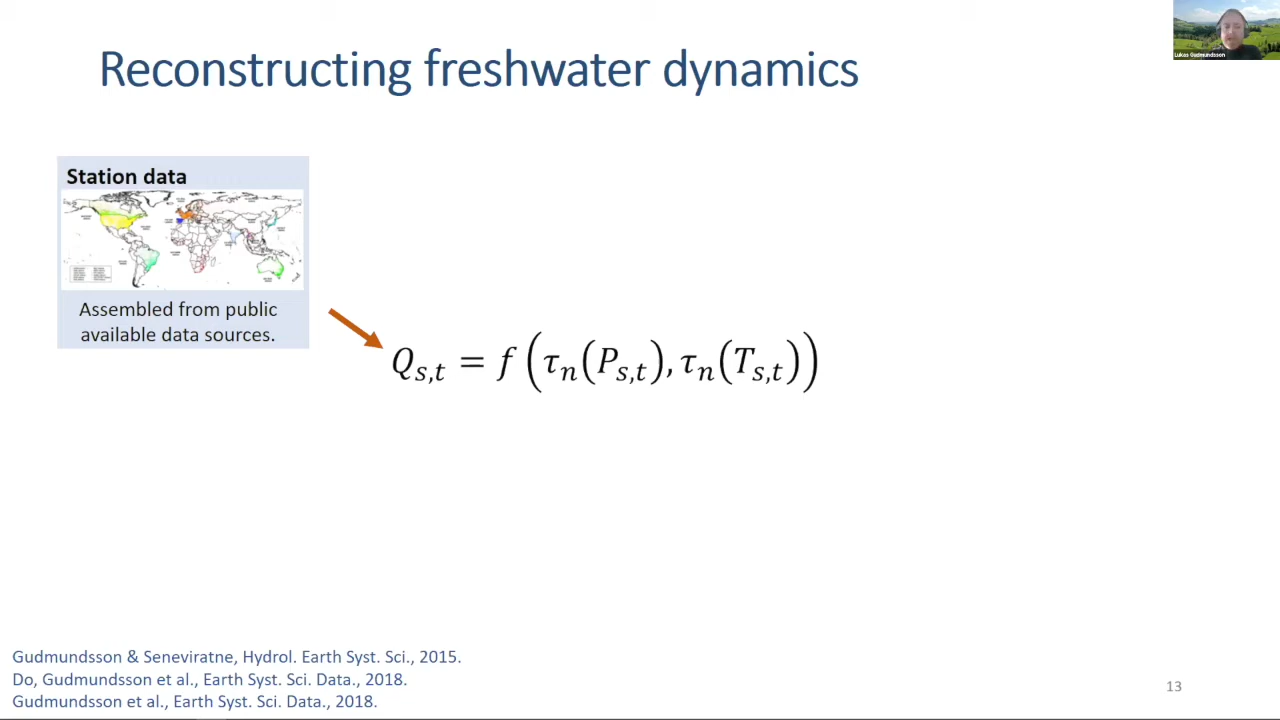 Reconstructing freshwater dynamics
Lukas Gudmundsson
Station data
Assembled from public
available data sources.
Q_{s,t} = f(τ_n(P_{s,t}), τ_n(T_{s,t}))
Gudmundsson & Seneviratne, Hydrol. Earth Syst. Sci., 2015.
Do, Gudmundsson et al., Earth Syst. Sci. Data., 2018.
Gudmundsson et al., Earth Syst. Sci. Data., 2018.
13